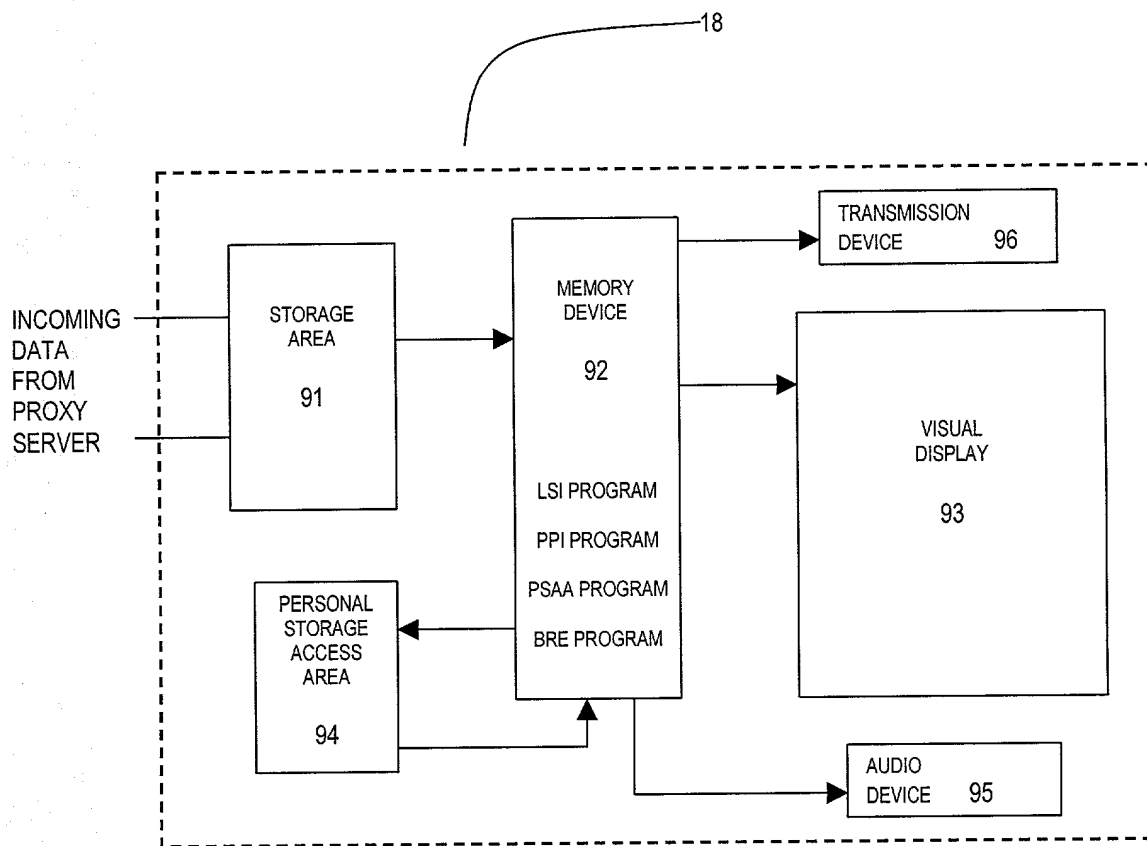 18
INCOMING
DATA
FROM
PROXY
SERVER
STORAGE
AREA
91
MEMORY
DEVICE
92
LSI PROGRAM
PPI PROGRAM
PSAA PROGRAM
BRE PROGRAM
TRANSMISSION
DEVICE 96
VISUAL
DISPLAY
93
PERSONAL
STORAGE
ACCESS
AREA
94
AUDIO
DEVICE 95